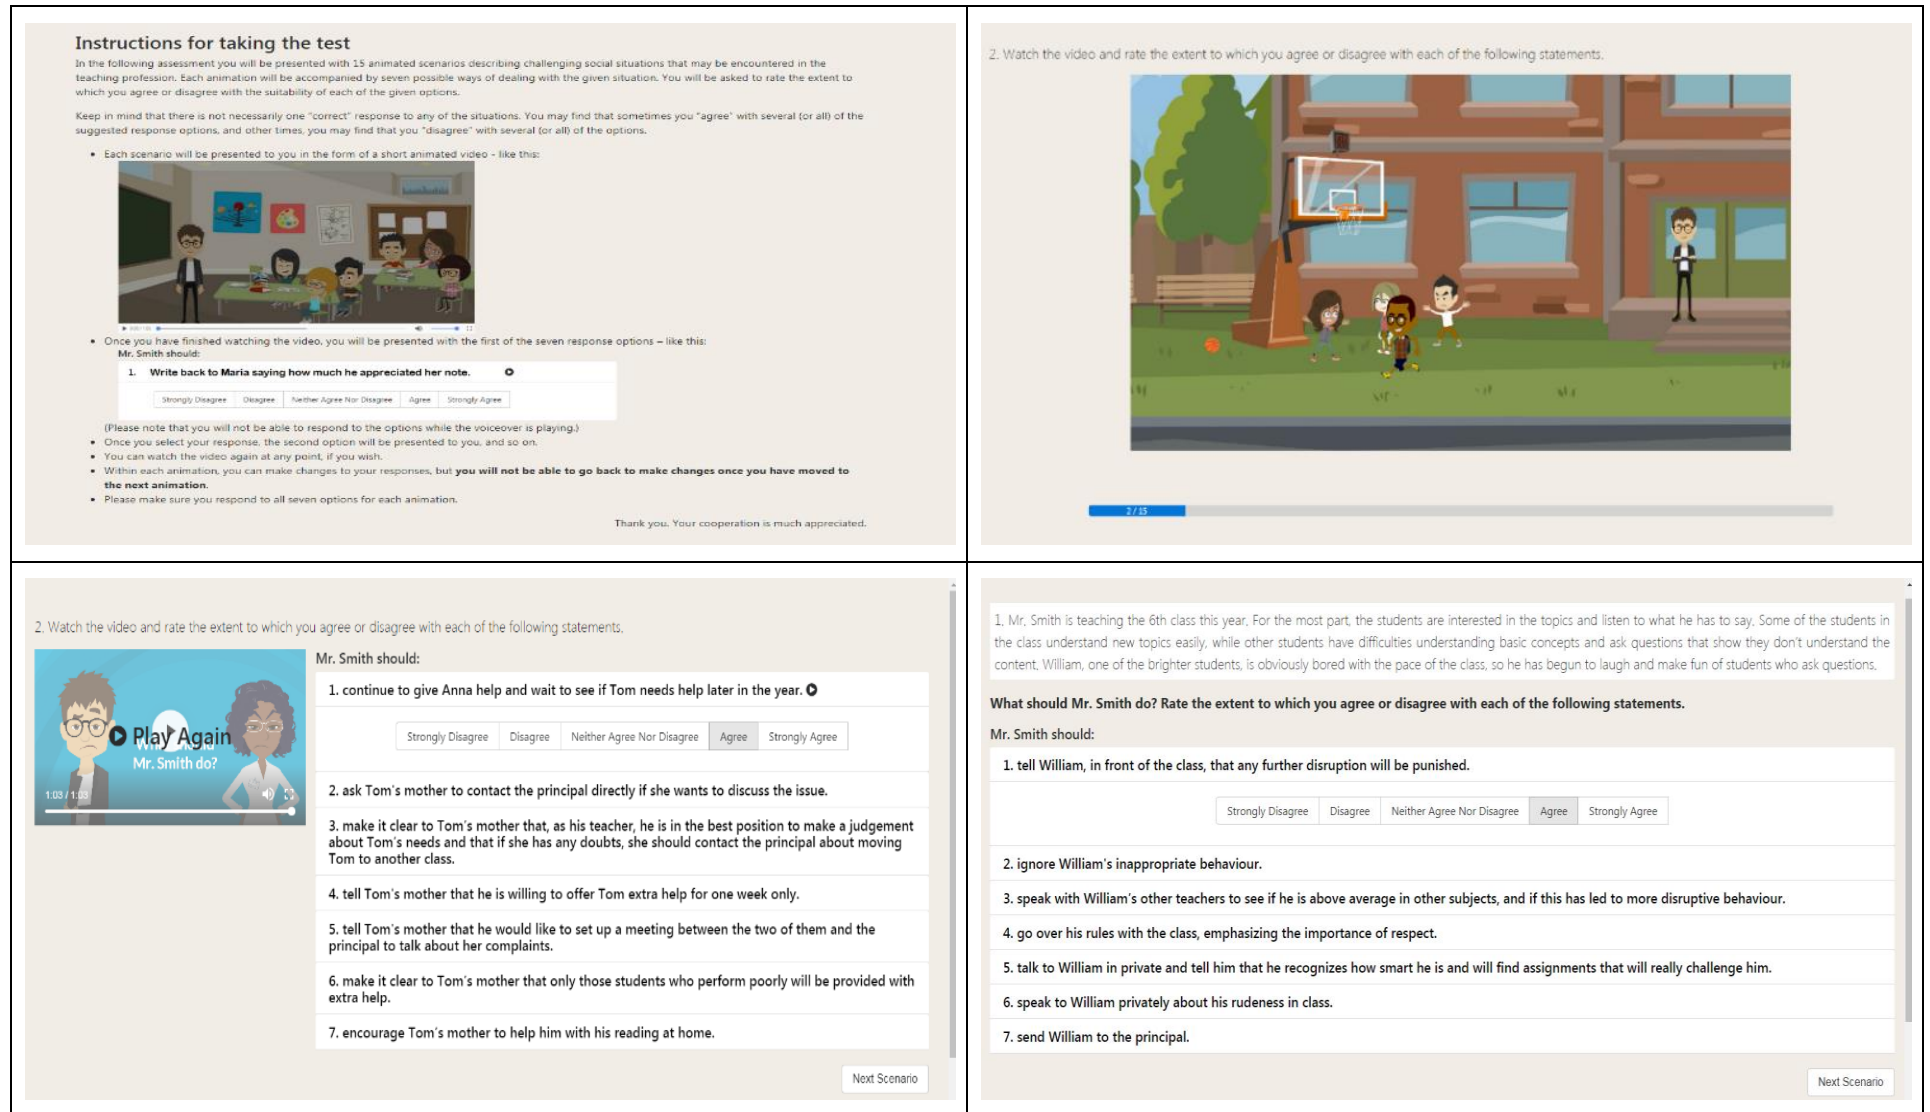 Instructions for taking the test
In the following assessment you will be presented with 15 animated scenarios describing challenging social situations that may be encountered in the
teaching profession. Each animation will be accompanied by seven possible ways of dealing with the given situation. You will be asked to rate the extent to
which you agree or disagree with the suitability of each of the given options.
Keep in mind that there is not necessarily one "correct" response to any of the situations. You may find that sometimes you "agree" with several (or all) of the
suggested response options, and other times, you may find that you "disagree" with several (or all) of the options.
• Each scenario will be presented to you in the form of a short animated video - like this:
• Once you have finished watching the video, you will be presented with the first of the seven response options – like this:
Mr. Smith should:
1. Write back to Maria saying how much he appreciated her note.
Strongly Disagree Disagree Neither Agree Nor Disagree Agree Strongly Agree
(Please note that you will not be able to respond to the options while the voiceover is playing.)
• Once you select your response, the second option will be presented to you, and so on.
• You can watch the video again at any point, if you wish.
• Within each animation, you can make changes to your responses, but you will not be able to go back to make changes once you have moved to
the next animation.
• Please make sure you respond to all seven options for each animation.
Thank you. Your cooperation is much appreciated.
2. Watch the video and rate the extent to which you agree or disagree with each of the following statements.
2 / 15
2. Watch the video and rate the extent to which you agree or disagree with each of the following statements.
Play Again
Mr. Smith do?
1:03 / 1:03
Mr. Smith should:
1. continue to give Anna help and wait to see if Tom needs help later in the year.
Strongly Disagree Disagree Neither Agree Nor Disagree Agree Strongly Agree
2. ask Tom's mother to contact the principal directly if she wants to discuss the issue.
3. make it clear to Tom's mother that, as his teacher, he is in the best position to make a judgement
about Tom's needs and that if she has any doubts, she should contact the principal about moving
Tom to another class.
4. tell Tom's mother that he is willing to offer Tom extra help for one week only.
5. tell Tom's mother that he would like to set up a meeting between the two of them and the
principal to talk about her complaints.
6. make it clear to Tom's mother that only those students who perform poorly will be provided with
extra help.
7. encourage Tom's mother to help him with his reading at home.
Next Scenario
1. Mr. Smith is teaching the 6th class this year. For the most part, the students are interested in the topics and listen to what he has to say. Some of the students in
the class understand new topics easily, while other students have difficulties understanding basic concepts and ask questions that show they don't understand the
content. William, one of the brighter students, is obviously bored with the pace of the class, so he has begun to laugh and make fun of students who ask questions.
What should Mr. Smith do? Rate the extent to which you agree or disagree with each of the following statements.
Mr. Smith should:
1. tell William, in front of the class, that any further disruption will be punished.
Strongly Disagree Disagree Neither Agree Nor Disagree Agree Strongly Agree
2. ignore William's inappropriate behaviour.
3. speak with William's other teachers to see if he is above average in other subjects, and if this has led to more disruptive behaviour.
4. go over his rules with the class, emphasizing the importance of respect.
5. talk to William in private and tell him that he recognizes how smart he is and will find assignments that will really challenge him.
6. speak to William privately about his rudeness in class.
7. send William to the principal.
Next Scenario